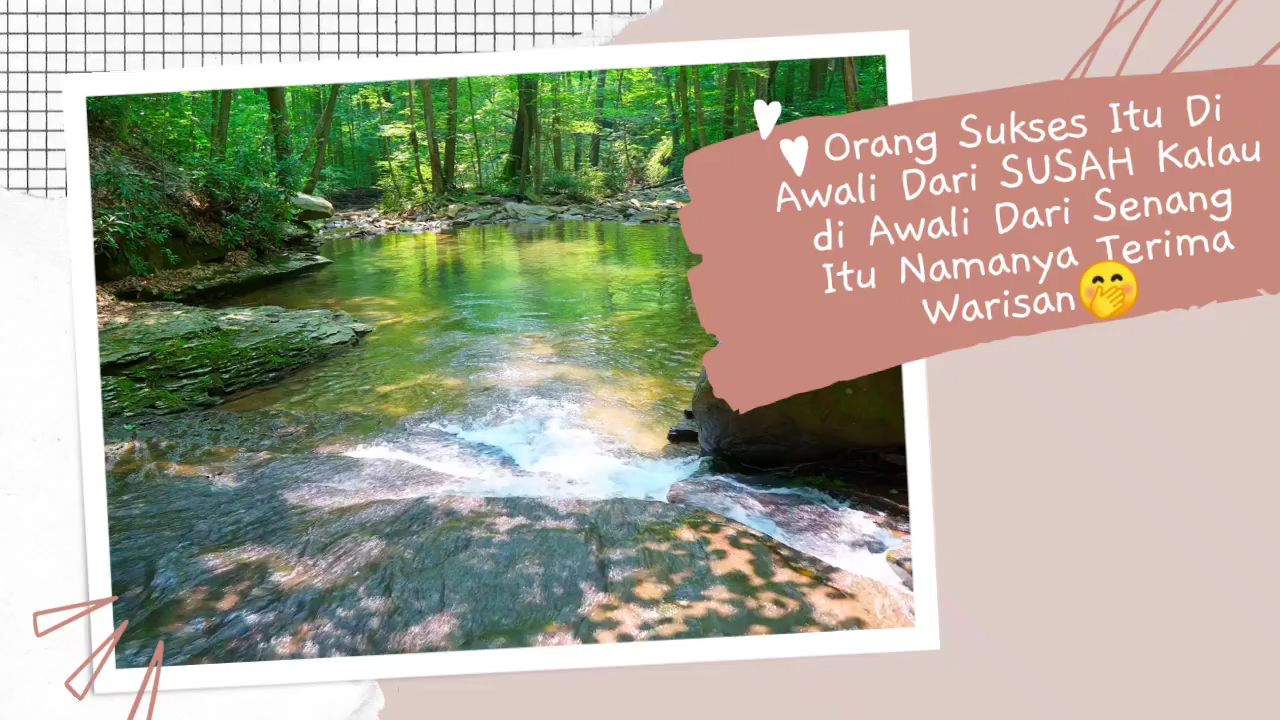 Orang Sukses Itu Di
Awali Dari SUSAH Kalau
di Awali Dari Senang
Itu Namanya Terima
Warisan🤭